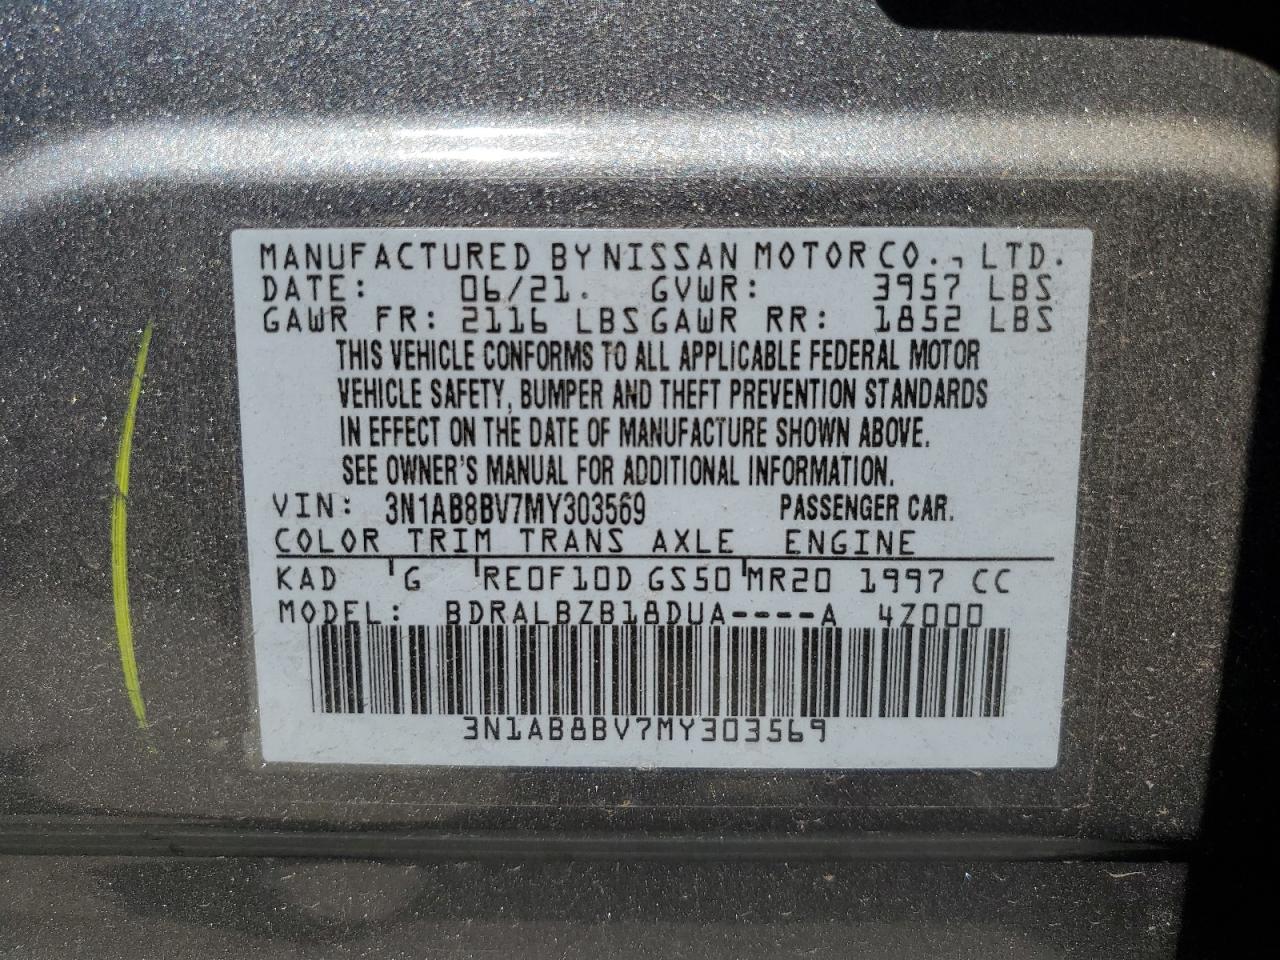 MANUFACTURED BY NISSAN MOTOR CO., LTD.
DATE: 06/21. GVWR: 3957 LBS
GAWR FR: 2116 LBS GAWR RR: 1852 LBS
THIS VEHICLE CONFORMS TO ALL APPLICABLE FEDERAL MOTOR
VEHICLE SAFETY, BUMPER AND THEFT PREVENTION STANDARDS
IN EFFECT ON THE DATE OF MANUFACTURE SHOWN ABOVE.
SEE OWNER'S MANUAL FOR ADDITIONAL INFORMATION.
VIN: 3N1AB8BV7MY303569 PASSENGER CAR.
COLOR TRIM TRANS AXLE ENGINE
KAD G RE0F10D GS50 MR20 1997 CC
MODEL: BDRALBZB18DUA----A 4Z000
3N1AB8BV7MY303569